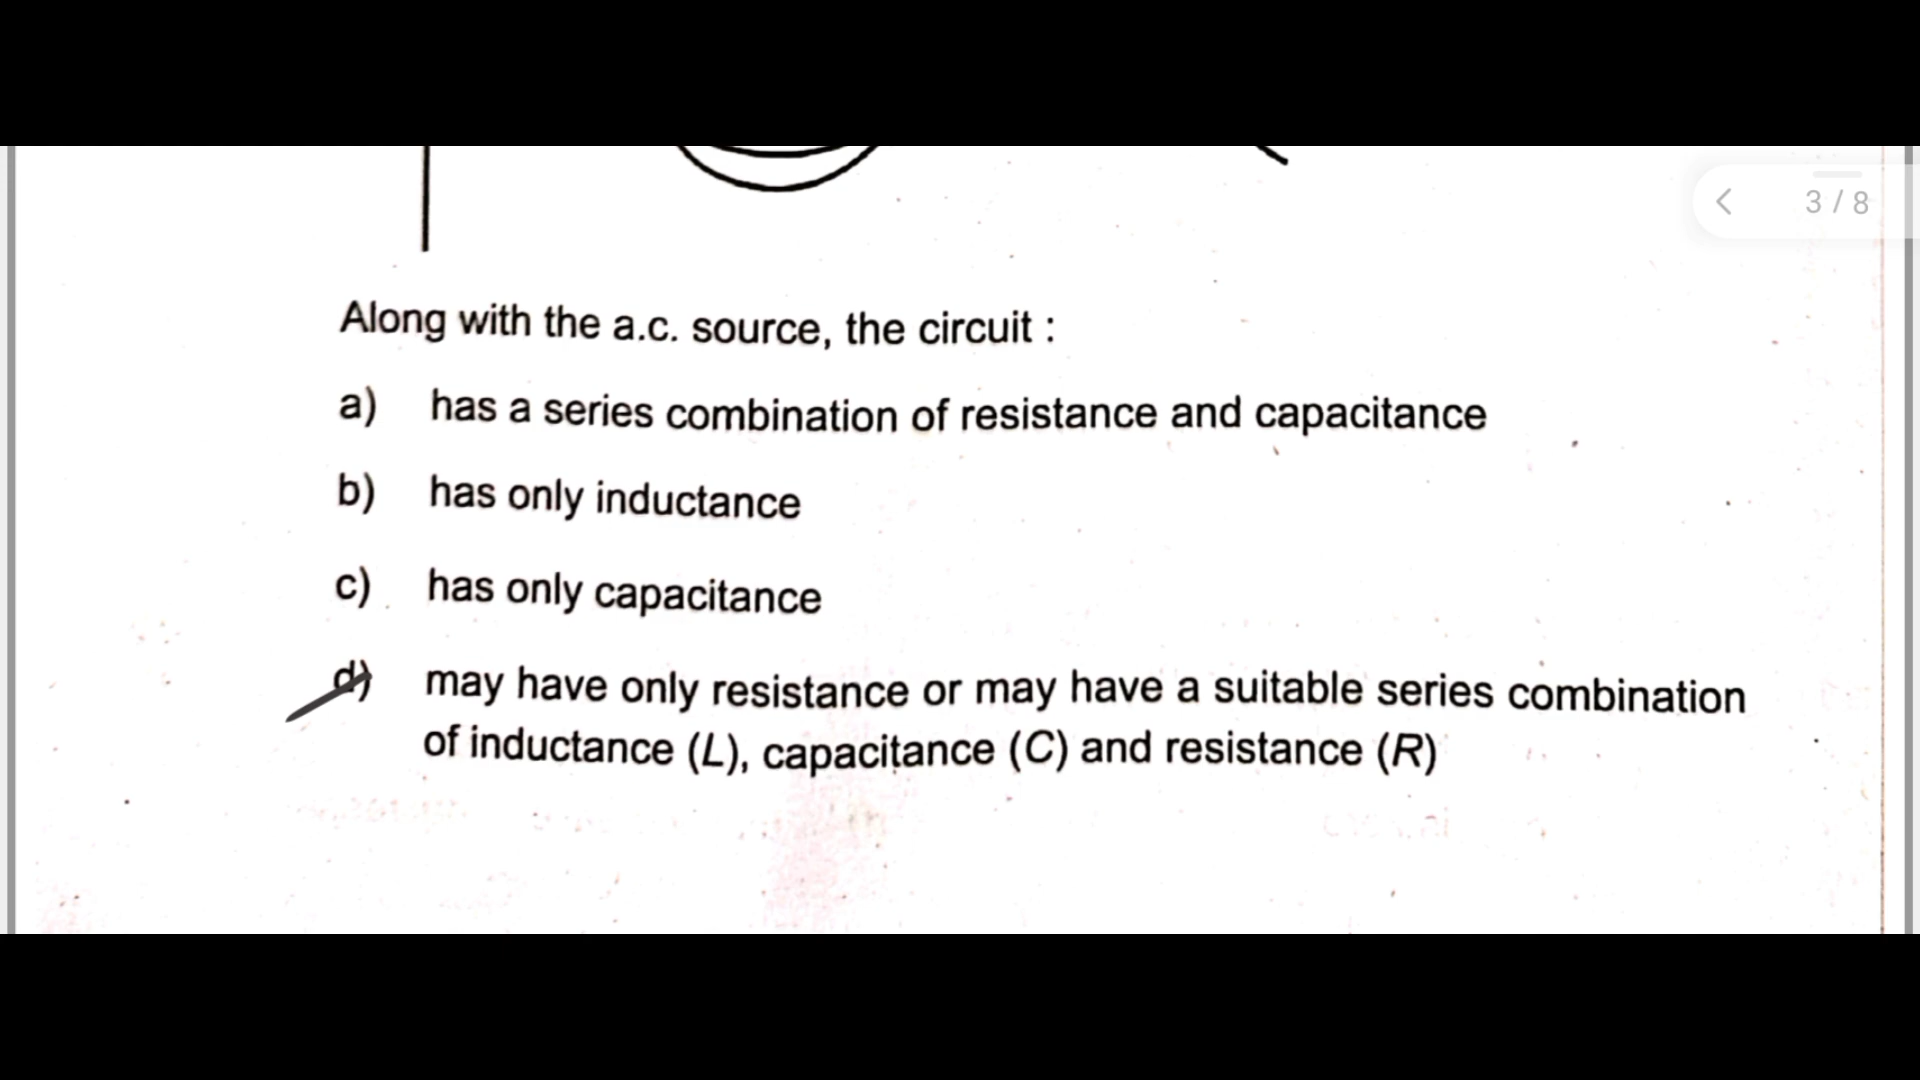 3 / 8
Along with the a.c. source, the circuit :
a) has a series combination of resistance and capacitance
b) has only inductance
c) has only capacitance
d) may have only resistance or may have a suitable series combination
of inductance (L), capacitance (C) and resistance (R)